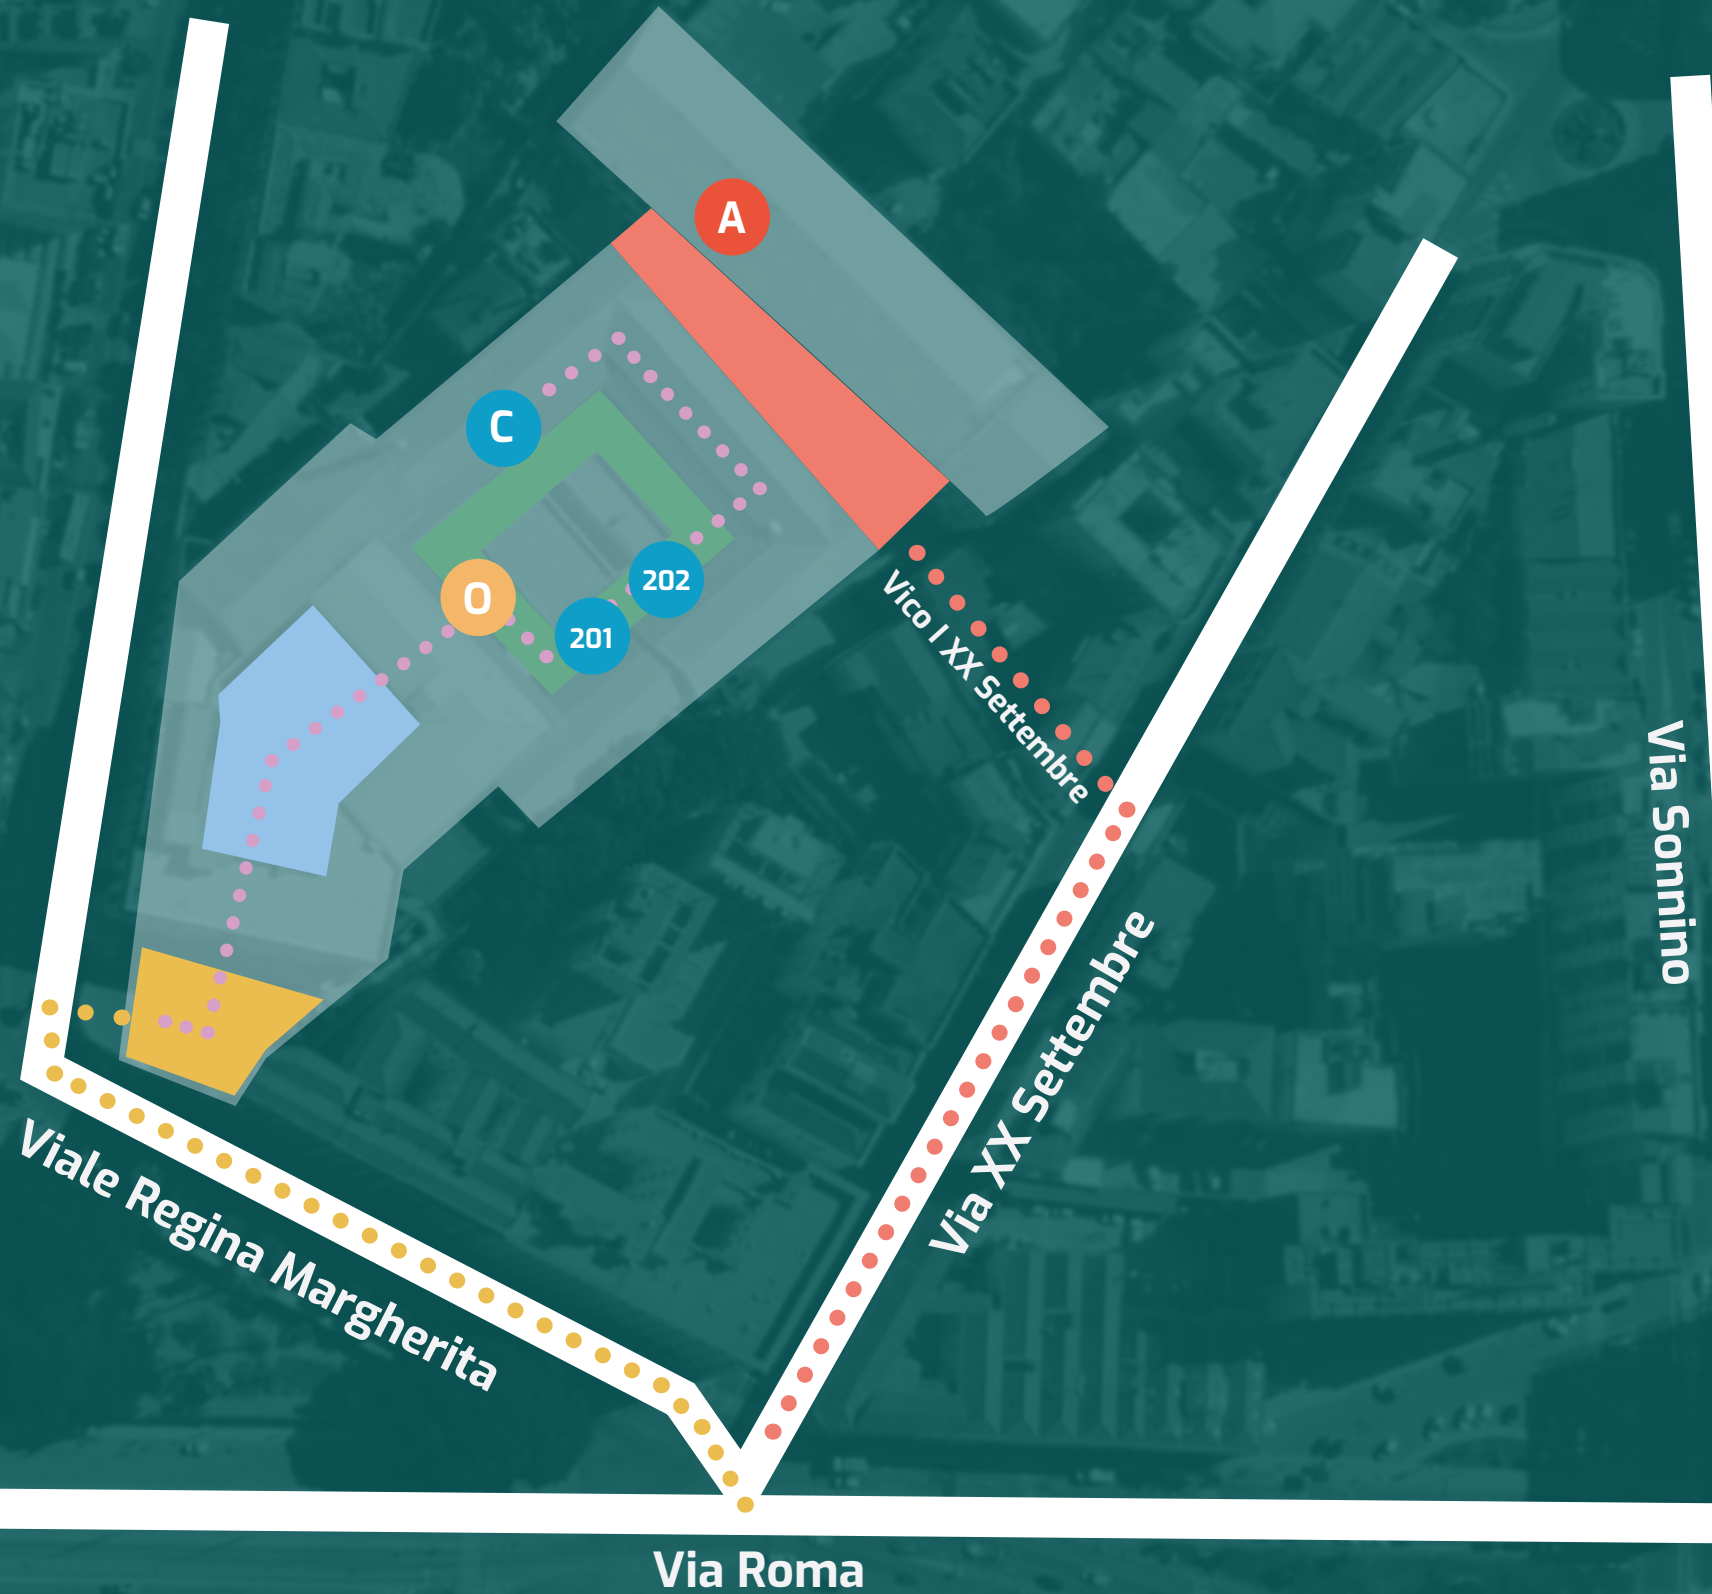 A
C
202
O
201
Vico I XX Settembre
Via Sonnino
Via XX Settembre
Viale Regina Margherita
Via Roma